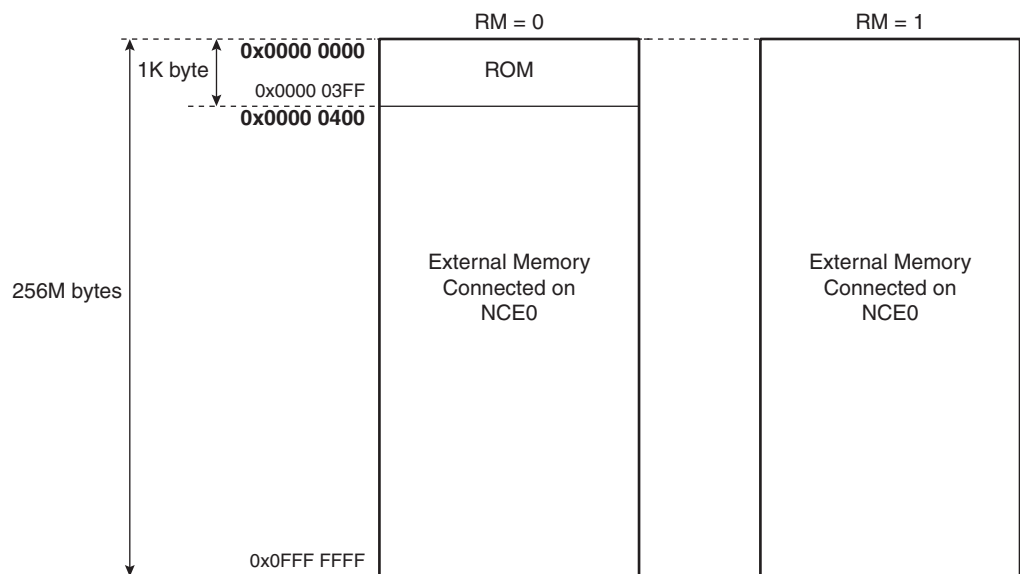 RM = 0
RM = 1
0x0000 0000
1K byte
ROM
0x0000 03FF
0x0000 0400
External Memory
Connected on
NCE0
External Memory
Connected on
NCE0
256M bytes
0x0FFF FFFF